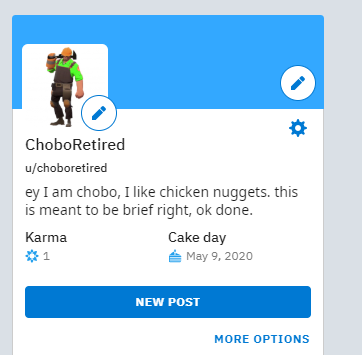 ChoboRetired
u/choboretired
ey I am chobo, I like chicken nuggets. this
is meant to be brief right, ok done.
Karma Cake day
1 May 9, 2020
NEW POST
MORE OPTIONS